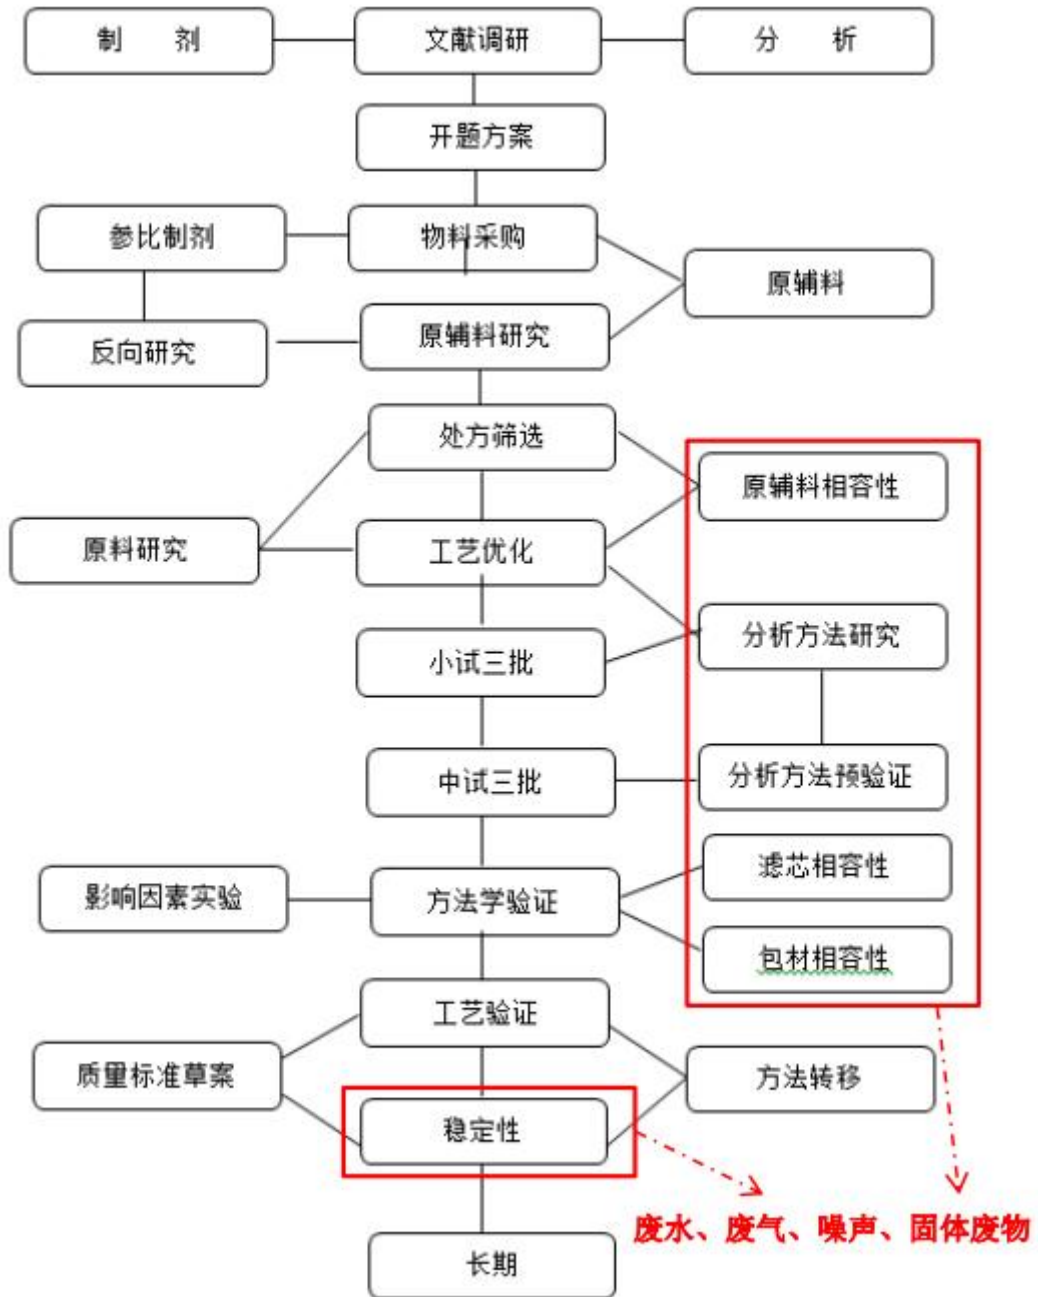 制 剂
文献调研
分 析
开题方案
参比制剂
物料采购
原辅料
反向研究
原辅料研究
处方筛选
原辅料相容性
原料研究
工艺优化
分析方法研究
小试三批
中试三批
分析方法预验证
滤芯相容性
影响因素实验
方法学验证
包材相容性
工艺验证
质量标准草案
方法转移
稳定性
废水、废气、噪声、固体废物
长期